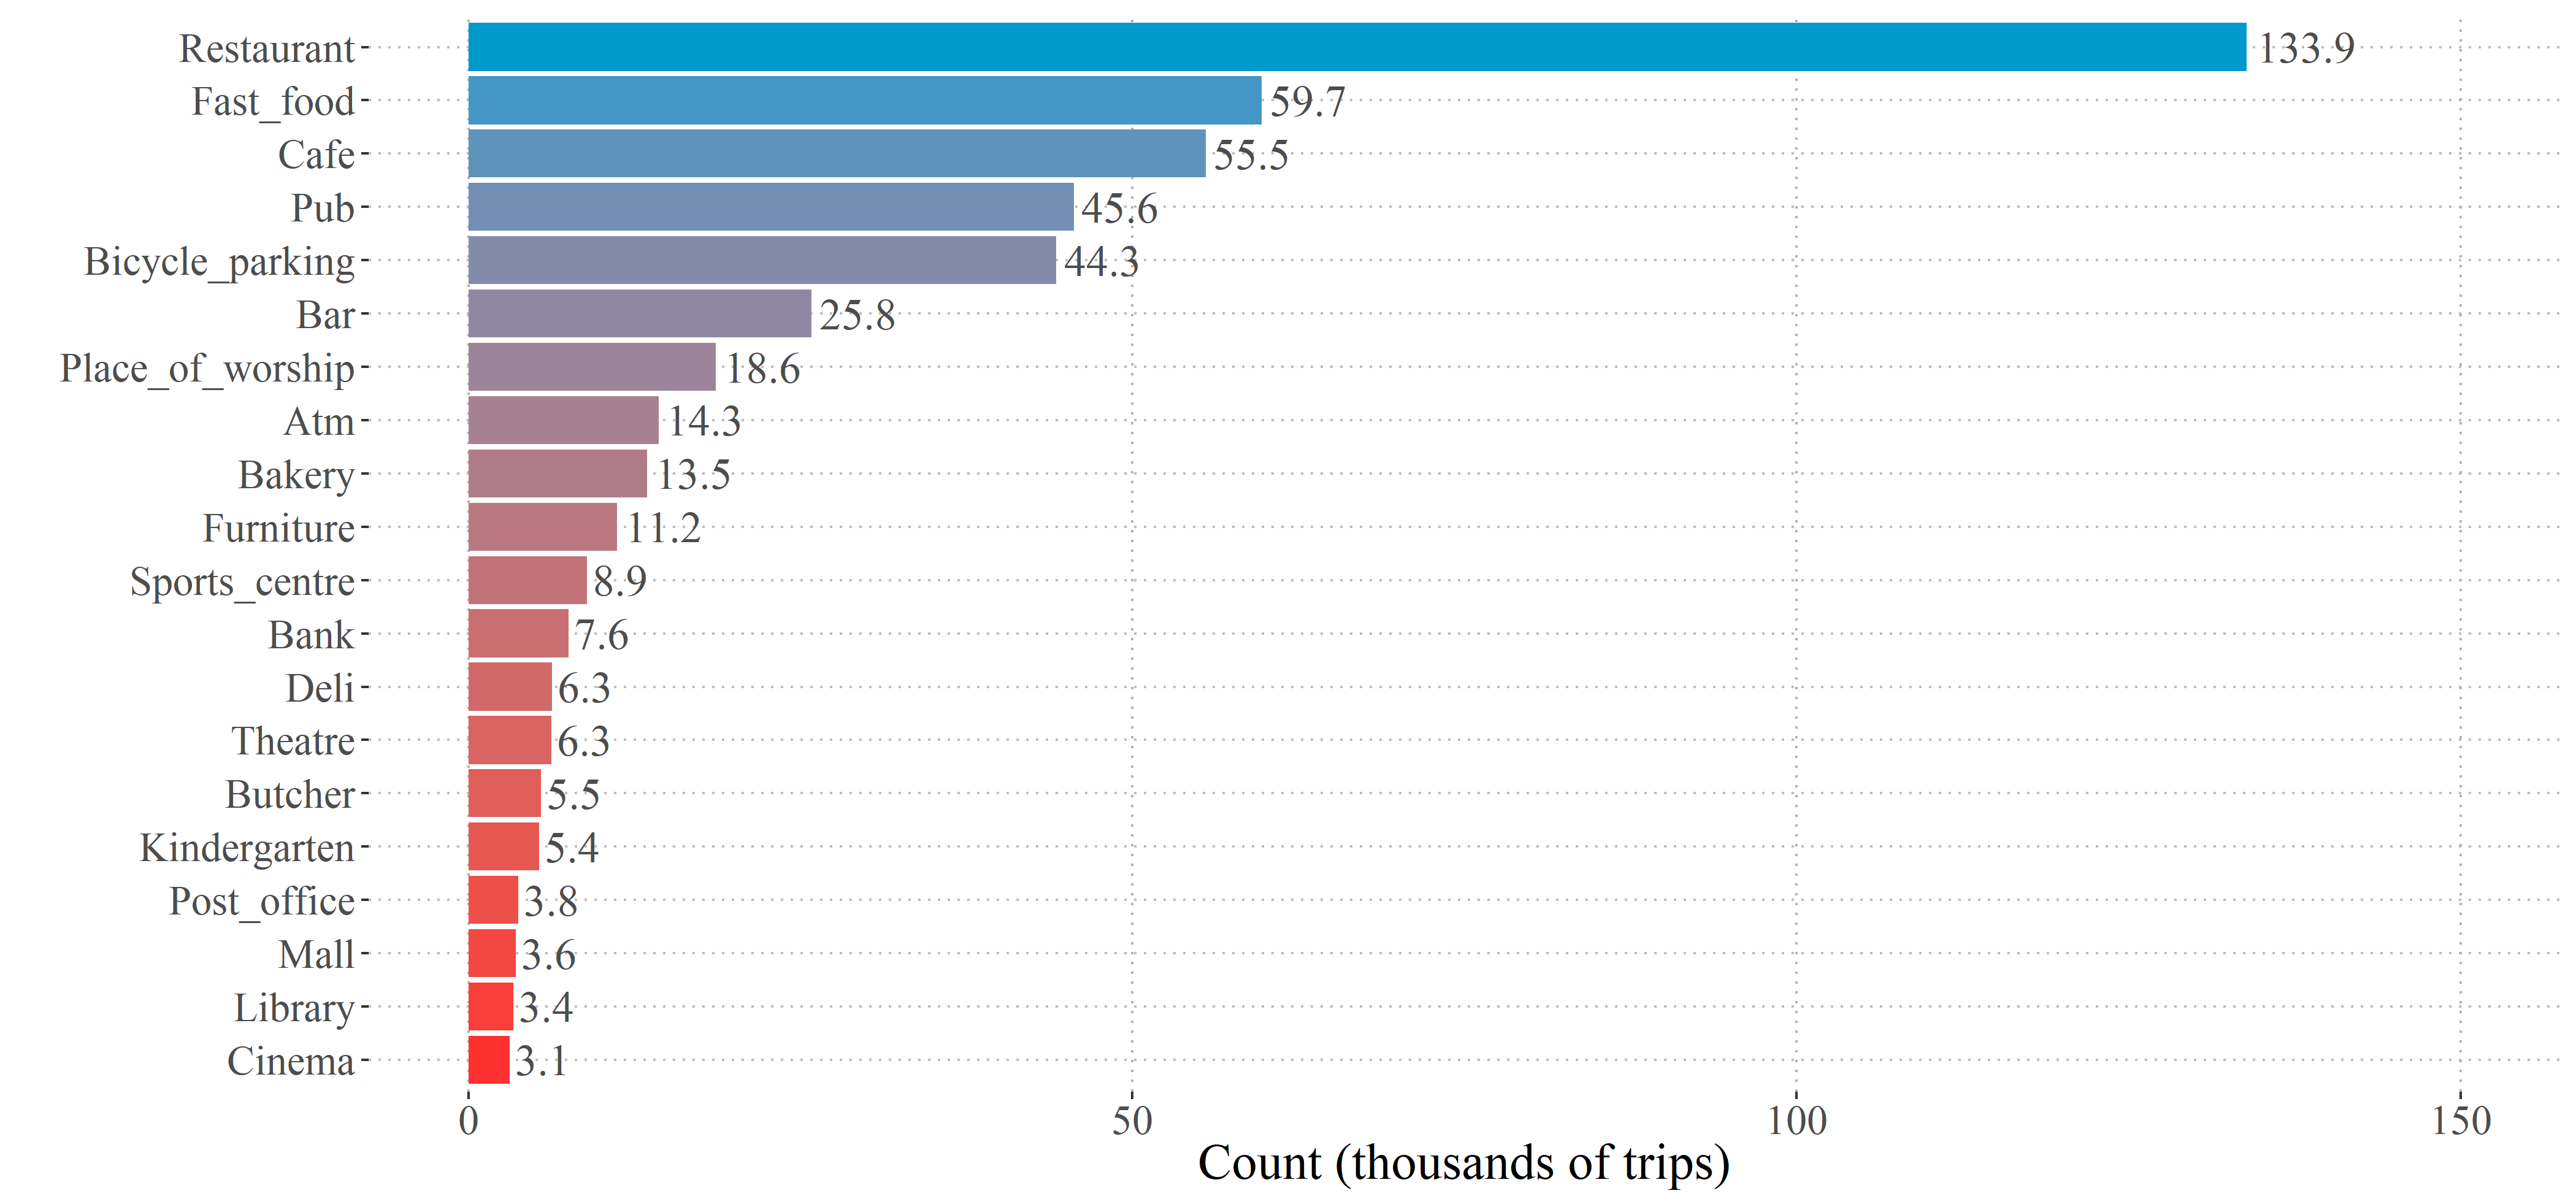 Restaurant 133.9
Fast_food 59.7
Cafe 55.5
Pub 45.6
Bicycle_parking 44.3
Bar 25.8
Place_of_worship 18.6
Atm 14.3
Bakery 13.5
Furniture 11.2
Sports_centre 8.9
Bank 7.6
Deli 6.3
Theatre 6.3
Butcher 5.5
Kindergarten 5.4
Post_office 3.8
Mall 3.6
Library 3.4
Cinema 3.1
0 50 100 150
Count (thousands of trips)